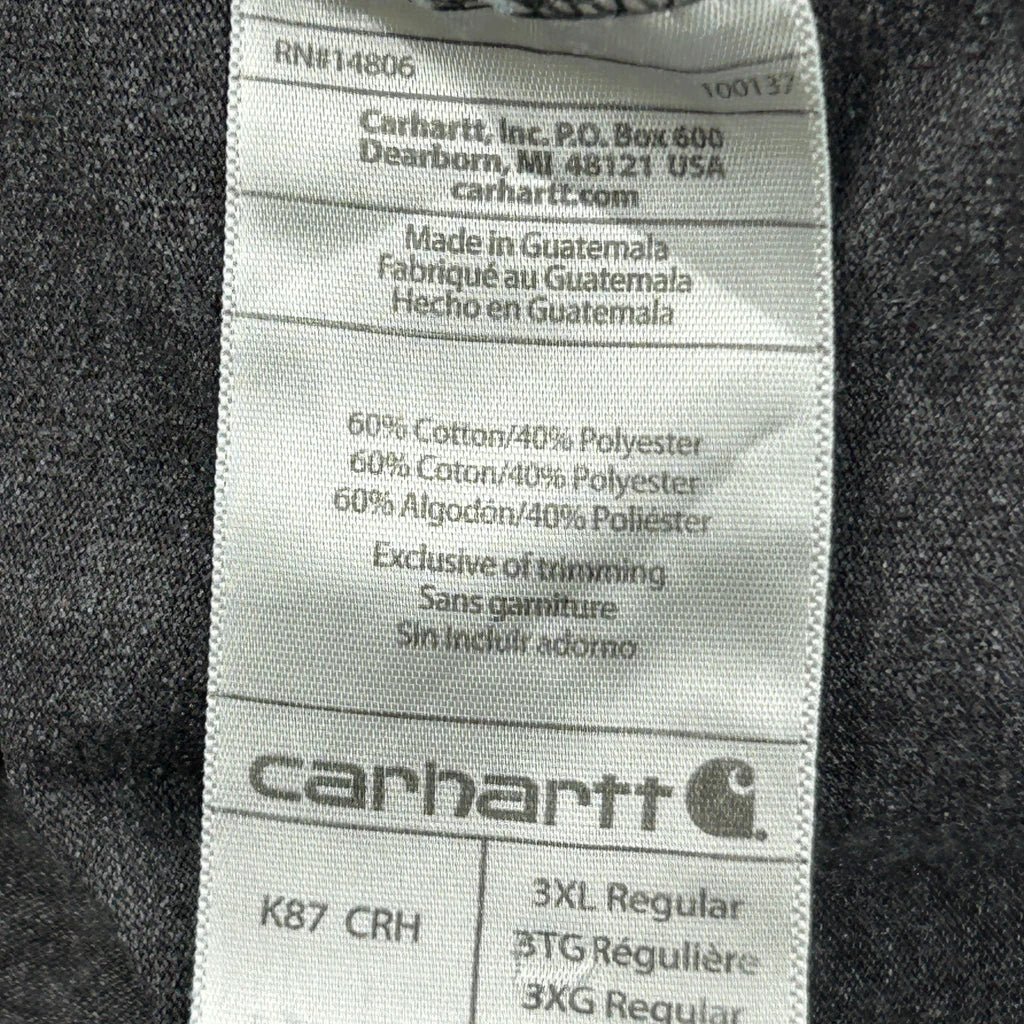 RN#14806
100137
Carhartt, Inc. P.O. Box 600
Dearborn, MI 48121 USA
carhartt.com
Made in Guatemala
Fabriqué au Guatemala
Hecho en Guatemala
60% Cotton/40% Polyester
60% Coton/40% Polyester
60% Algodón/40% Poliéster
Exclusive of trimming
Sans garniture
Sin incluir adorno
carhartt
K87 CRH
3XL Regular
3TG Régulière
3XG Regular